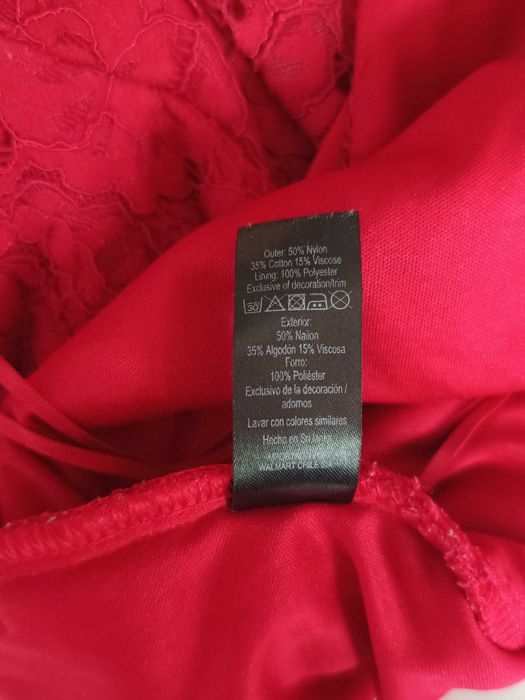 Outer: 50% Nylon
35% Cotton 15% Viscose
Lining: 100% Polyester
Exclusive of decoration/trim
30
Exterior:
50% Nailon
35% Algodón 15% Viscosa
Forro:
100% Poliéster
Exclusivo de la decoración /
adornos
Lavar con colores similares
Hecho en Sri lanka
IMPORTADO
WALMART CHILE S.A